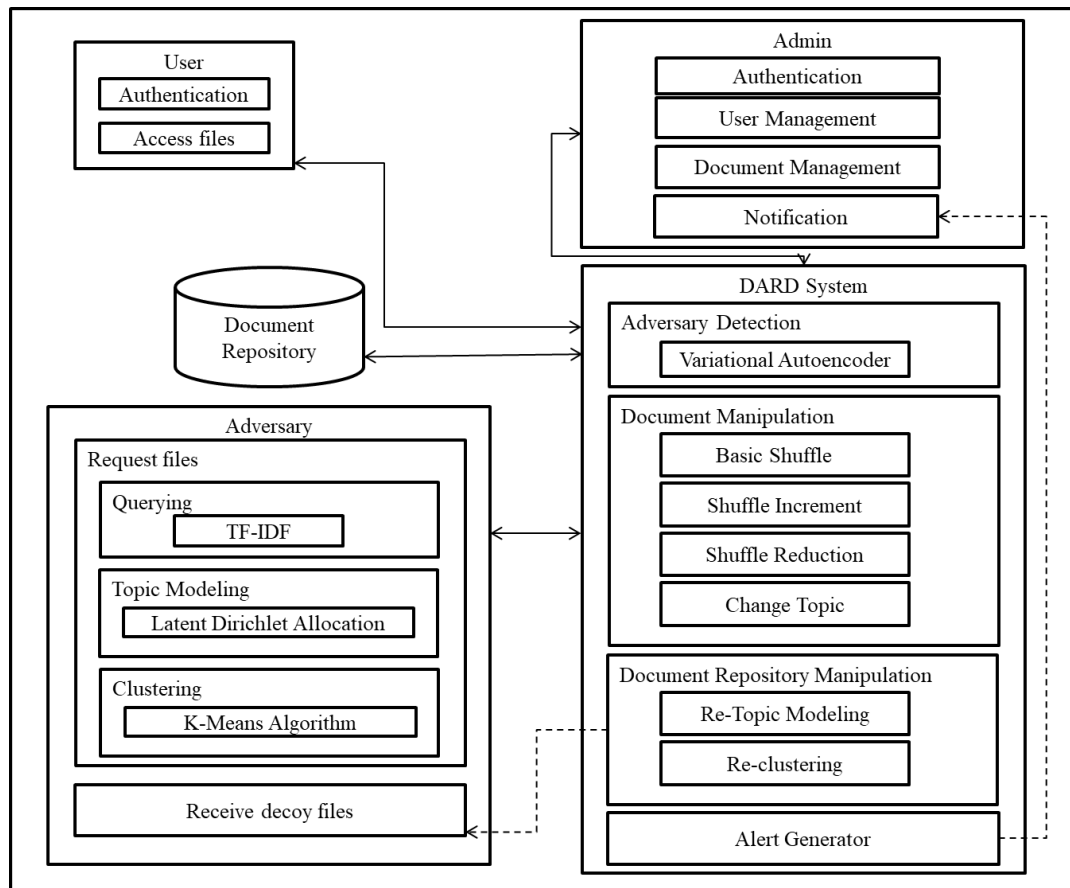 User
Authentication
Access files
Admin
Authentication
User Management
Document Management
Notification
Document
Repository
DARD System
Adversary Detection
Variational Autoencoder
Document Manipulation
Basic Shuffle
Shuffle Increment
Shuffle Reduction
Change Topic
Document Repository Manipulation
Re-Topic Modeling
Re-clustering
Alert Generator
Adversary
Request files
Querying
TF-IDF
Topic Modeling
Latent Dirichlet Allocation
Clustering
K-Means Algorithm
Receive decoy files